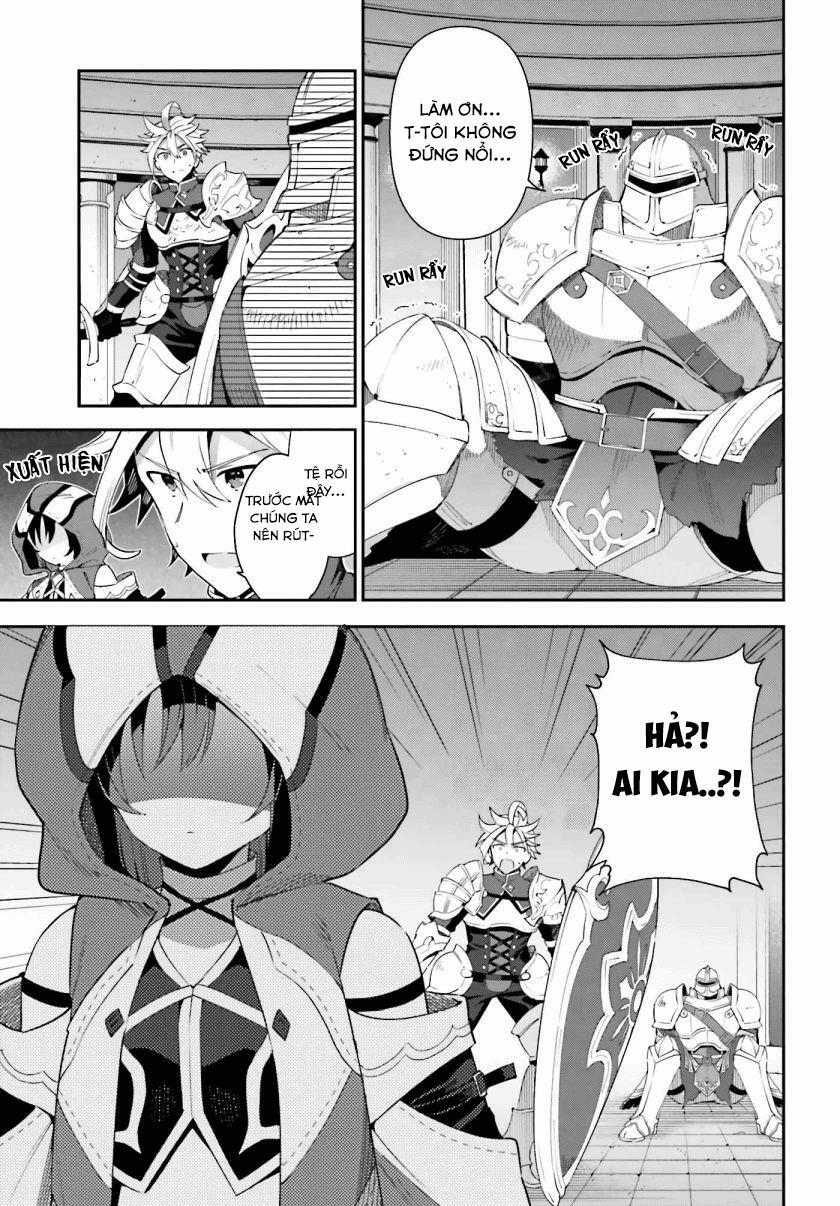 LÀM ƠN...
T-TÔI KHÔNG
ĐỨNG NỔI...
RUN RẨY
RUN RẨY
RUN RẨY
TỆ RỒI
ĐẤY...
TRƯỚC MẮT
CHÚNG TA
NÊN RÚT-
XUẤT HIỆN
HẢ?!
AI KIA..?!